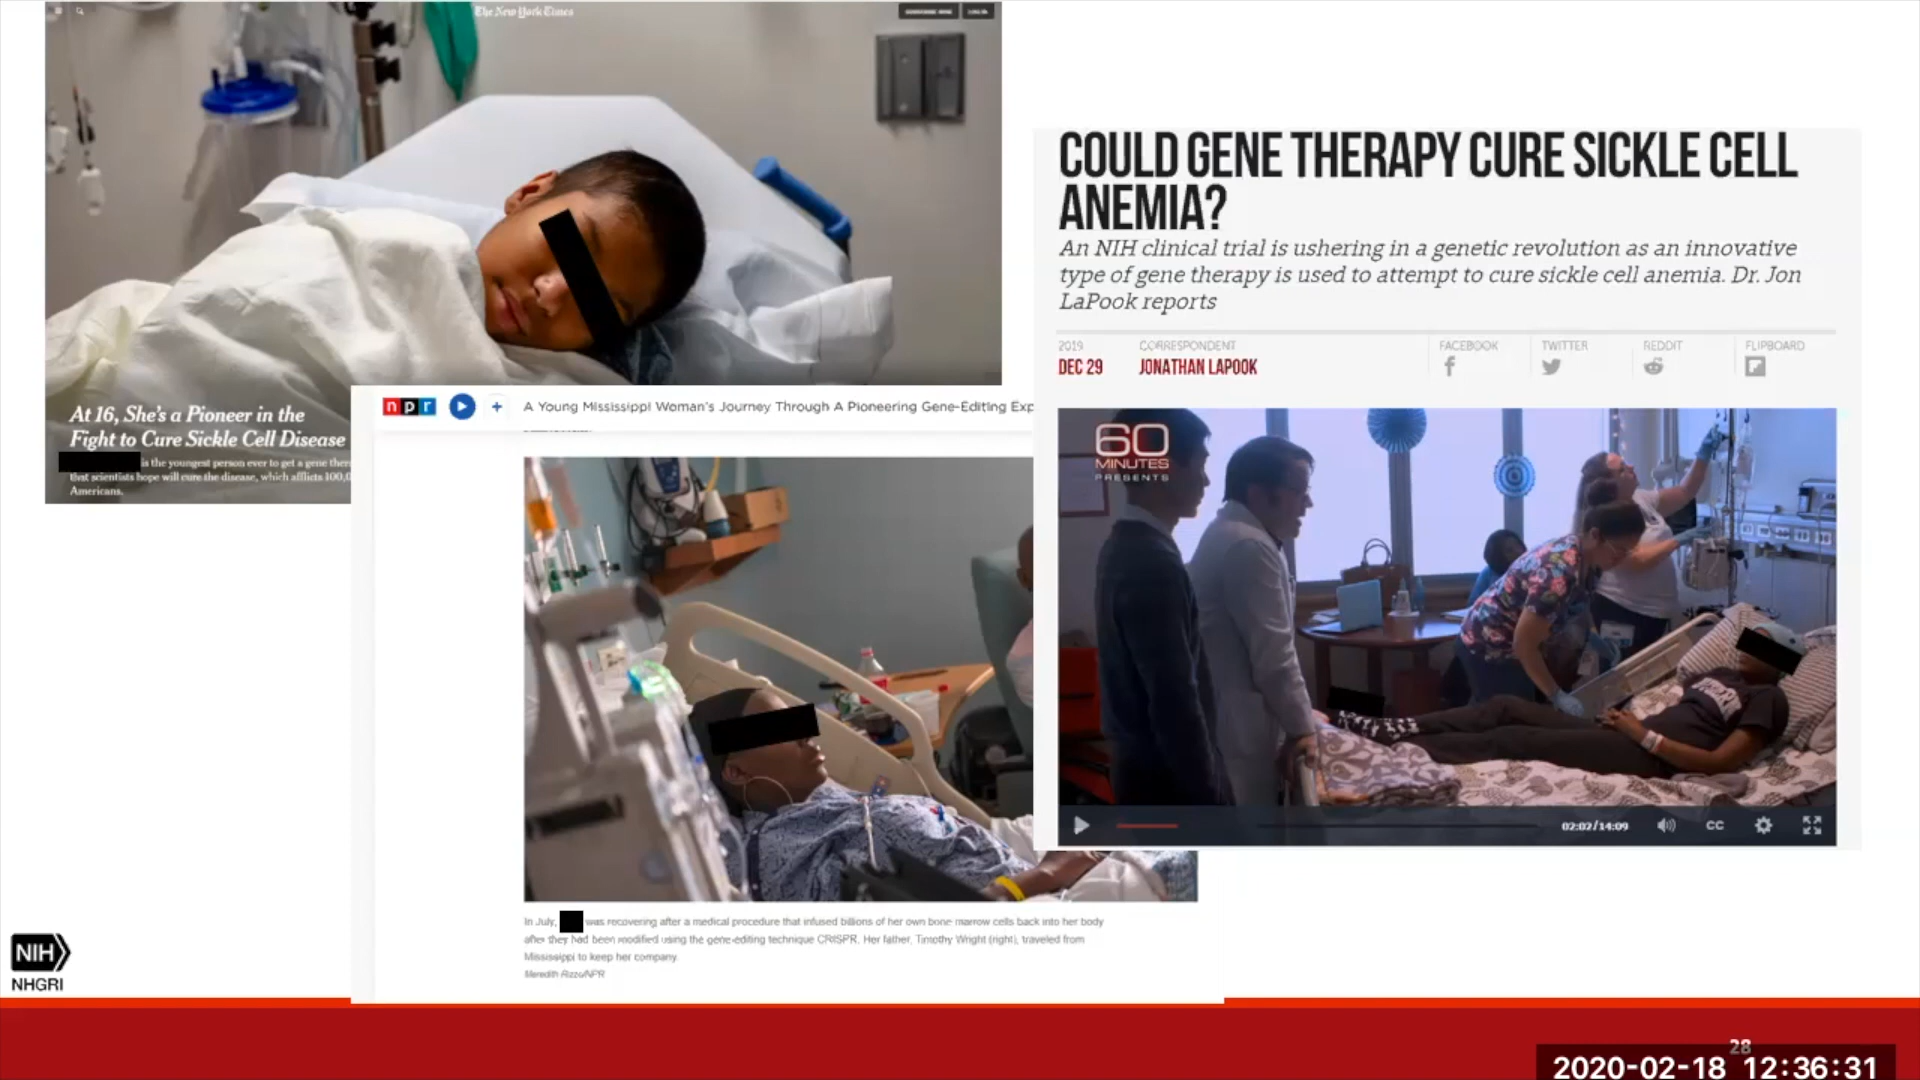 The New York Times
SUBSCRIBE NOW
LOG IN
At 16, She's a Pioneer in the
Fight to Cure Sickle Cell Disease
is the youngest person ever to get a gene
that scientists hope will cure the disease, which afflicts
Americans.
npr
A Young Mississippi Woman's Journey Through A Pioneering Gene-Editing
In July, was recovering after a medical procedure that infused billions of her own bone marrow cells back into her body
after they had been modified using the gene-editing technique CRISPR. Her father, Timothy Wright (right), traveled from
Mississippi to keep her company.
Meredith Rizzo/NPR
COULD GENE THERAPY CURE SICKLE CELL
ANEMIA?
An NIH clinical trial is ushering in a genetic revolution as an innovative
type of gene therapy is used to attempt to cure sickle cell anemia. Dr. Jon
LaPook reports
2019
DEC 29
CORRESPONDENT
JONATHAN LAPOOK
FACEBOOK
TWITTER
REDDIT
FLIPBOARD
60
MINUTES
PRESENTS
02:02/14:09
CC
NIH
NHGRI
28
2020-02-18 12:36:31